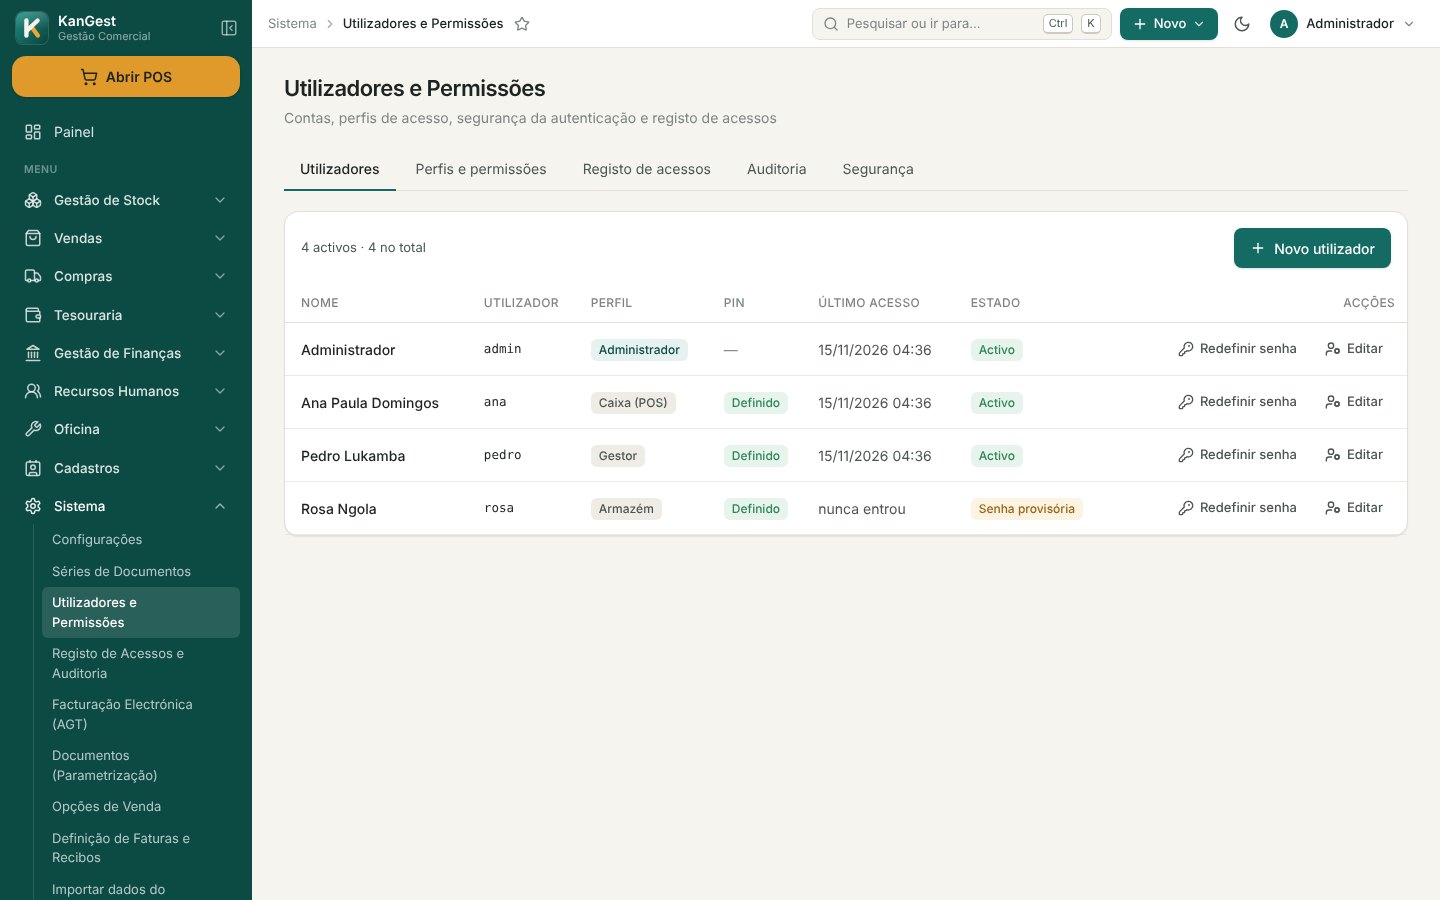 KanGest
Gestão Comercial
Abrir POS
Painel
MENU
Gestão de Stock
Vendas
Compras
Tesouraria
Gestão de Finanças
Recursos Humanos
Oficina
Cadastros
Sistema
Configurações
Séries de Documentos
Utilizadores e
Permissões
Registo de Acessos e
Auditoria
Facturação Electrónica
(AGT)
Documentos
(Parametrização)
Opções de Venda
Definição de Faturas e
Recibos
Importar dados do
Sistema > Utilizadores e Permissões
Pesquisar ou ir para... Ctrl K
Novo
A Administrador
Utilizadores e Permissões
Contas, perfis de acesso, segurança da autenticação e registo de acessos
Utilizadores Perfis e permissões Registo de acessos Auditoria Segurança
4 activos · 4 no total
Novo utilizador
NOME UTILIZADOR PERFIL PIN ÚLTIMO ACESSO ESTADO ACÇÕES
Administrador admin Administrador — 15/11/2026 04:36 Activo Redefinir senha Editar
Ana Paula Domingos ana Caixa (POS) Definido 15/11/2026 04:36 Activo Redefinir senha Editar
Pedro Lukamba pedro Gestor Definido 15/11/2026 04:36 Activo Redefinir senha Editar
Rosa Ngola rosa Armazém Definido nunca entrou Senha provisória Redefinir senha Editar